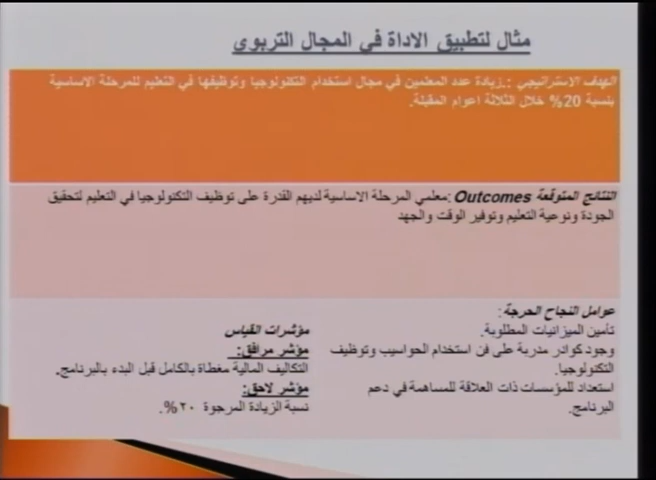 مثال لتطبيق الاداة في المجال التربوي
الهدف الاستراتيجي :.زيادة عدد المعلمين في مجال استخدام التكنولوجيا وتوظيفها في التعليم للمرحلة الاساسية
بنسبة 20% خلال الثلاثة اعوام المقبلة.
النتائج المتوقعة Outcomes :معلمي المرحلة الاساسية لديهم القدرة على توظيف التكنولوجيا في التعليم لتحقيق
الجودة ونوعية التعليم وتوفير الوقت والجهد
عوامل النجاح الحرجة :
تأمين الميزانيات المطلوبة.
وجود كوادر مدربة على فن استخدام الحواسيب وتوظيف
التكنولوجيا.
استعداد للمؤسسات ذات العلاقة للمساهمة في دعم
البرنامج.
مؤشرات القياس
مؤشر مرافق:
التكاليف المالية مغطاة بالكامل قبل البدء بالبرنامج.
مؤشر لاحق:
نسبة الزيادة المرجوة ٢٠%.